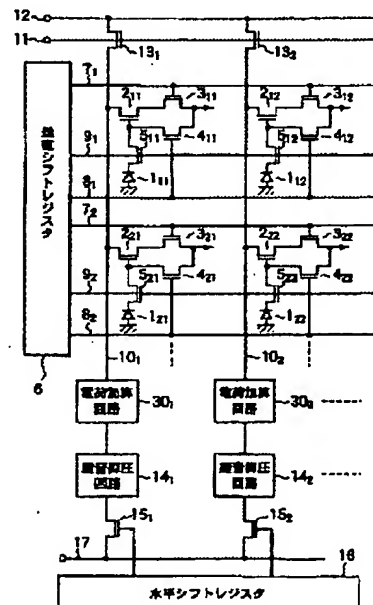 12
11
13₁ 13₂
7₁
2₁₁ 3₁₁ 2₁₂ 3₁₂
5₁₁ 4₁₁ 5₁₂ 4₁₂
9₁
1₁₁ 1₁₂
8₁
7₂
垂直シフトレジスタ
2₂₁ 3₂₁ 2₂₂ 3₂₂
5₂₁ 4₂₁ 5₂₂ 4₂₂
9₂
1₂₁ 1₂₂
8₂
6
10₁ 10₂
電荷加算回路 30₁ 電荷加算回路 30₂
雑音抑圧回路 14₁ 雑音抑圧回路 14₂
15₁ 15₂
17 16
水平シフトレジスタ